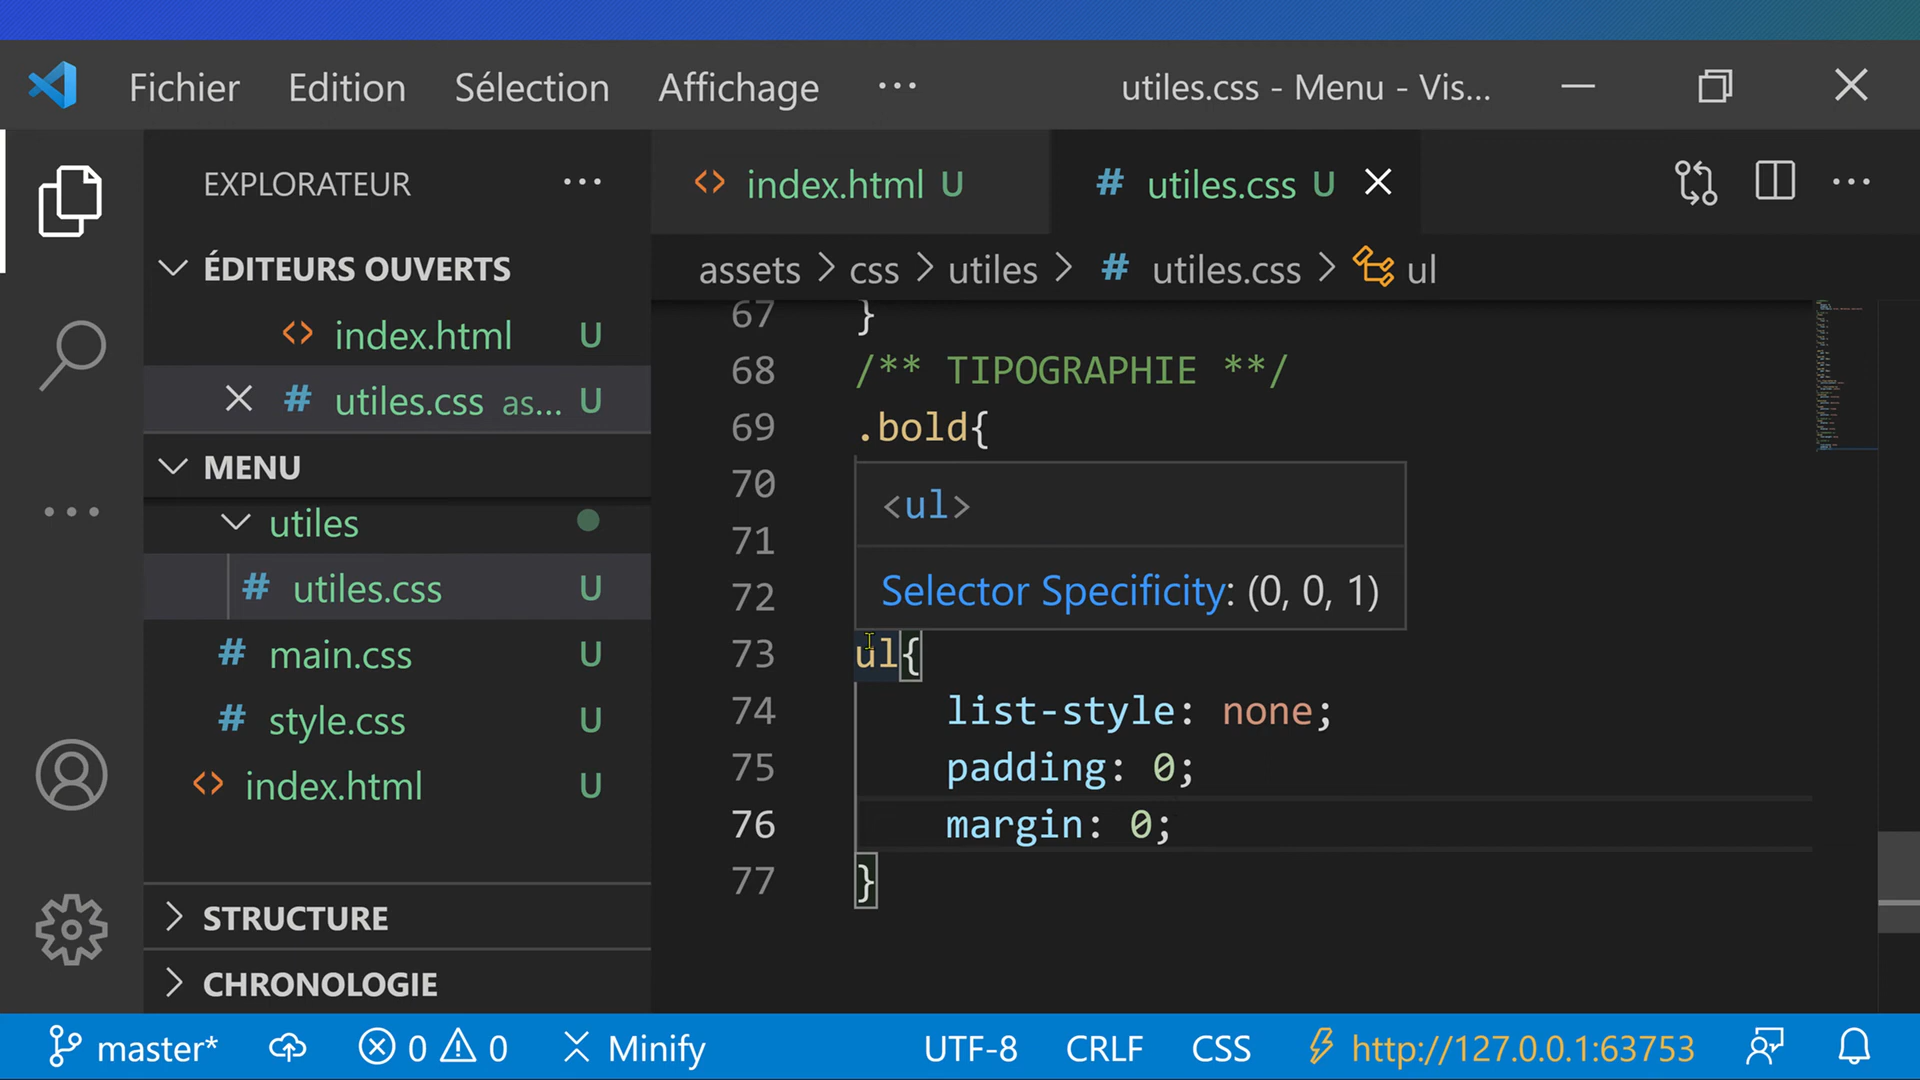 Fichier Edition Sélection Affichage ··· utiles.css - Menu - Vis...
EXPLORATEUR ···
index.html U
# utiles.css U
ÉDITEURS OUVERTS
index.html U
# utiles.css as... U
MENU
utiles
# utiles.css U
# main.css U
# style.css U
index.html U
STRUCTURE
CHRONOLOGIE
assets > css > utiles > # utiles.css > ul
67 }
68 /** TIPOGRAPHIE **/
69 .bold{
70
71
72
<ul>
Selector Specificity: (0, 0, 1)
73 ul{
74 list-style: none;
75 padding: 0;
76 margin: 0;
77 }
master* 0 0 Minify UTF-8 CRLF CSS http://127.0.0.1:63753